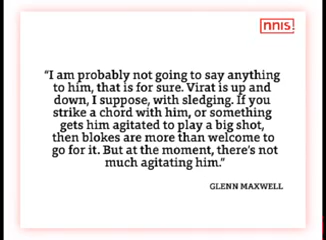 nnis!
“I am probably not going to say anything
to him, that is for sure. Virat is up and
down, I suppose, with sledging. If you
strike a chord with him, or something
gets him agitated to play a big shot,
then blokes are more than welcome to
go for it. But at the moment, there's not
much agitating him.”
GLENN MAXWELL